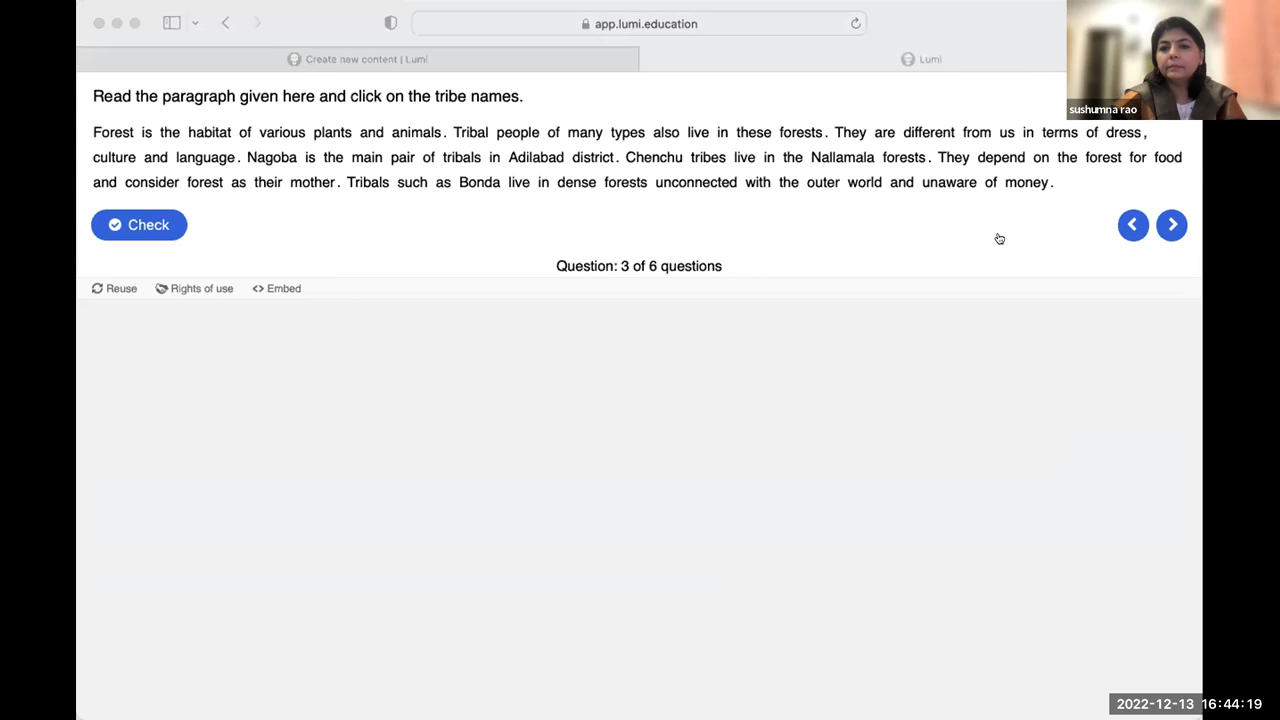 app.lumi.education
Create new content | Lumi
Lumi
sushumna rao
Read the paragraph given here and click on the tribe names.
Forest is the habitat of various plants and animals. Tribal people of many types also live in these forests. They are different from us in terms of dress,
culture and language. Nagoba is the main pair of tribals in Adilabad district. Chenchu tribes live in the Nallamala forests. They depend on the forest for food
and consider forest as their mother. Tribals such as Bonda live in dense forests unconnected with the outer world and unaware of money.
Check
Question: 3 of 6 questions
Reuse Rights of use <> Embed
2022-12-13 16:44:19